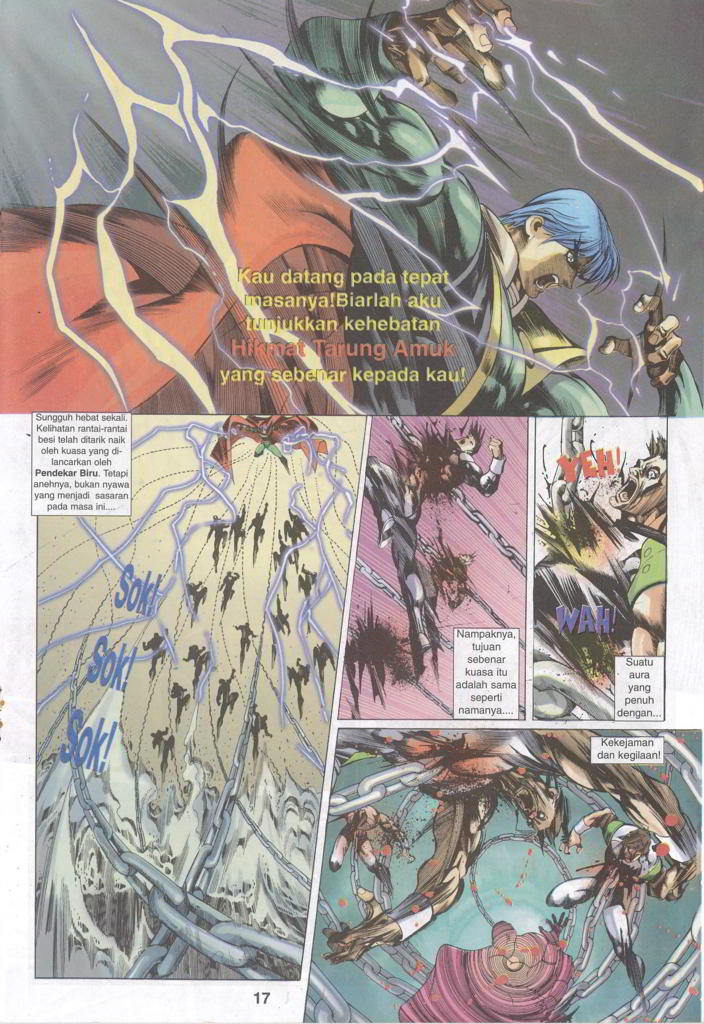 Kau datang pada tepat
masanya!Biarlah aku
tunjukkan kehebatan
Hikmat Tarung Amuk
yang sebenar kepada kau!
Sungguh hebat sekali.
Kelihatan rantai-rantai
besi telah ditarik naik
oleh kuasa yang di-
lancarkan oleh
Pendekar Biru. Tetapi
anehnya, bukan nyawa
yang menjadi sasaran
pada masa ini....
Sok!
Sok!
Sok!
Nampaknya,
tujuan
sebenar
kuasa itu
adalah sama
seperti
namanya....
YEH!
WAH!
Suatu
aura
yang
penuh
dengan...
Kekejaman
dan kegilaan!
17